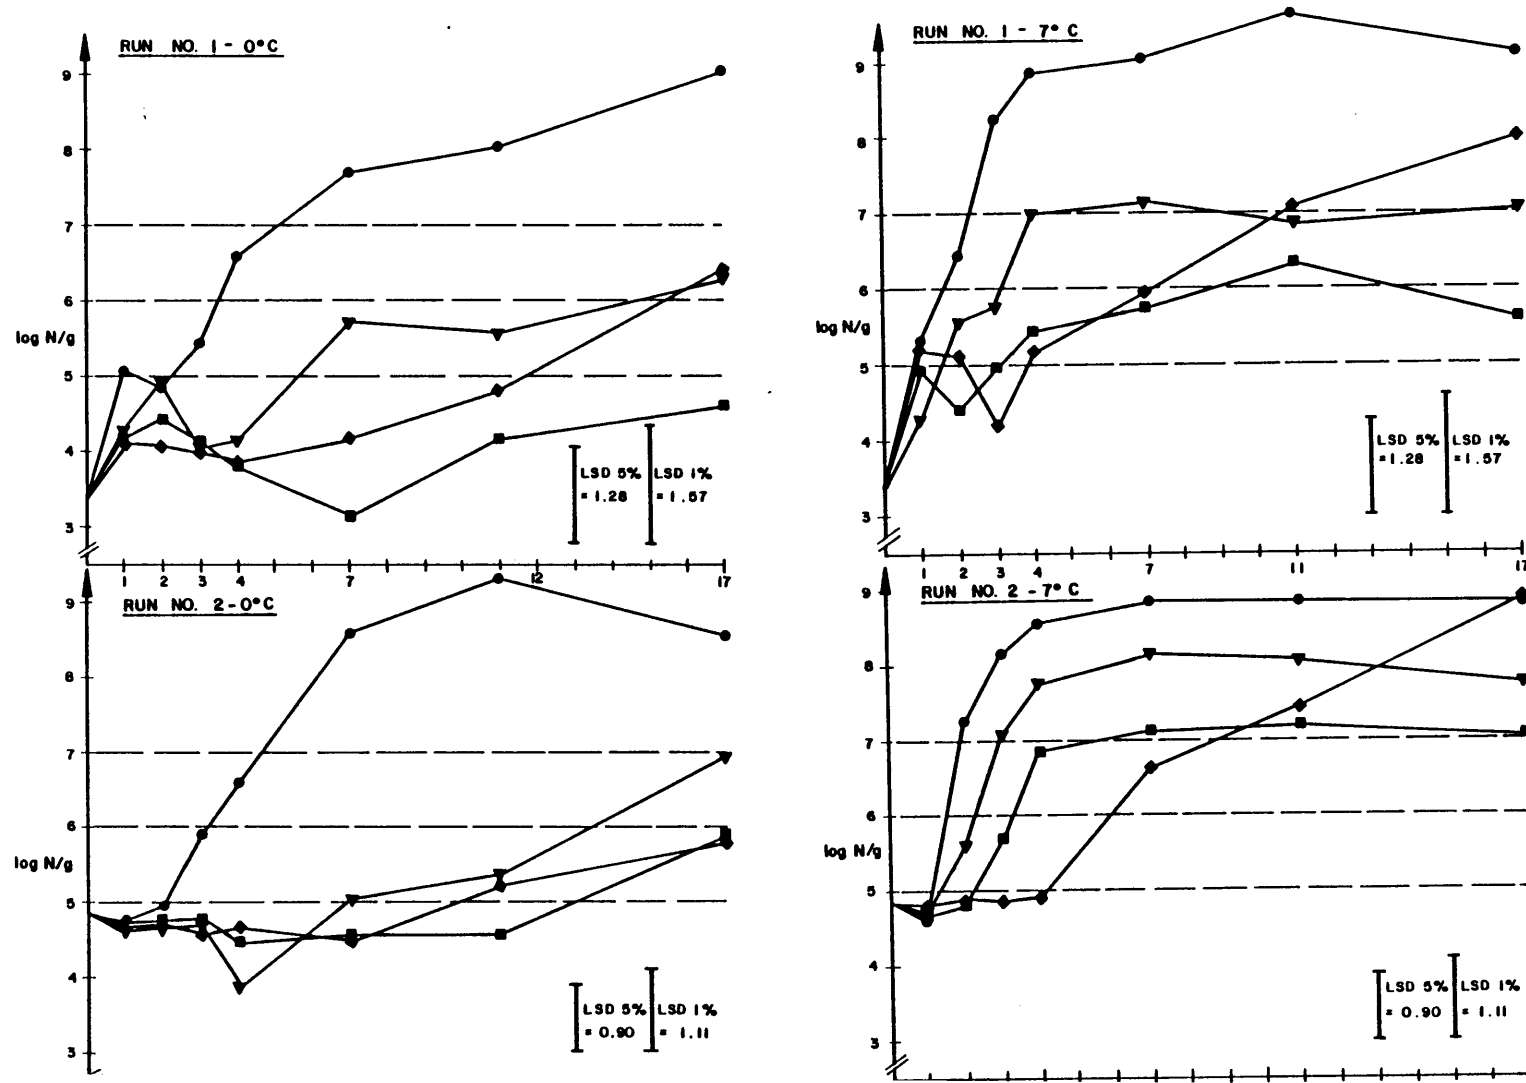 RUN NO. 1 - 0°C
9
8
7
6
log N/g
5
4
3
LSD 5%
= 1.28
LSD 1%
= 1.57
1 2 3 4 7 12 17
RUN NO. 1 - 7°C
9
8
7
6
log N/g
5
4
3
LSD 5%
= 1.28
LSD 1%
= 1.57
1 2 3 4 7 11 17
RUN NO. 2 - 0°C
9
8
7
6
log N/g
5
4
3
LSD 5%
= 0.90
LSD 1%
= 1.11
RUN NO. 2 - 7°C
9
8
7
6
log N/g
5
4
3
LSD 5%
= 0.90
LSD 1%
= 1.11